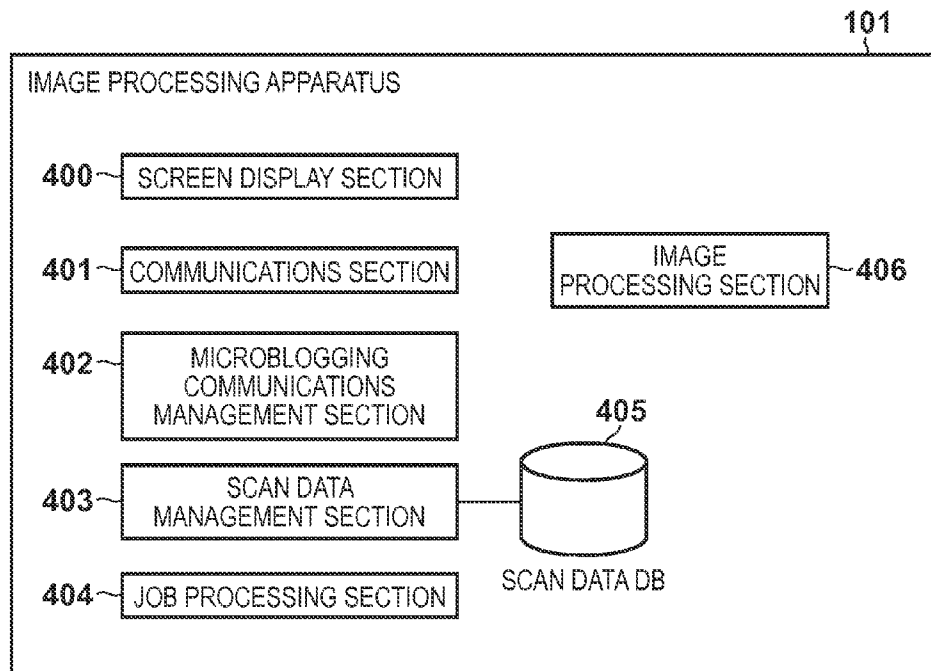 101
IMAGE PROCESSING APPARATUS
400
SCREEN DISPLAY SECTION
401
COMMUNICATIONS SECTION
IMAGE
PROCESSING SECTION
406
402
MICROBLOGGING
COMMUNICATIONS
MANAGEMENT SECTION
405
403
SCAN DATA
MANAGEMENT SECTION
SCAN DATA DB
404
JOB PROCESSING SECTION